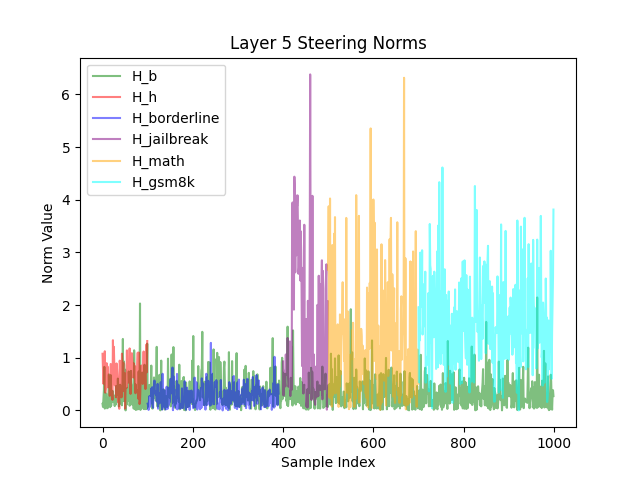 Layer 5 Steering Norms
H_b
H_h
H_borderline
H_jailbreak
H_math
H_gsm8k
Norm Value
6
5
4
3
2
1
0
0 200 400 600 800 1000
Sample Index